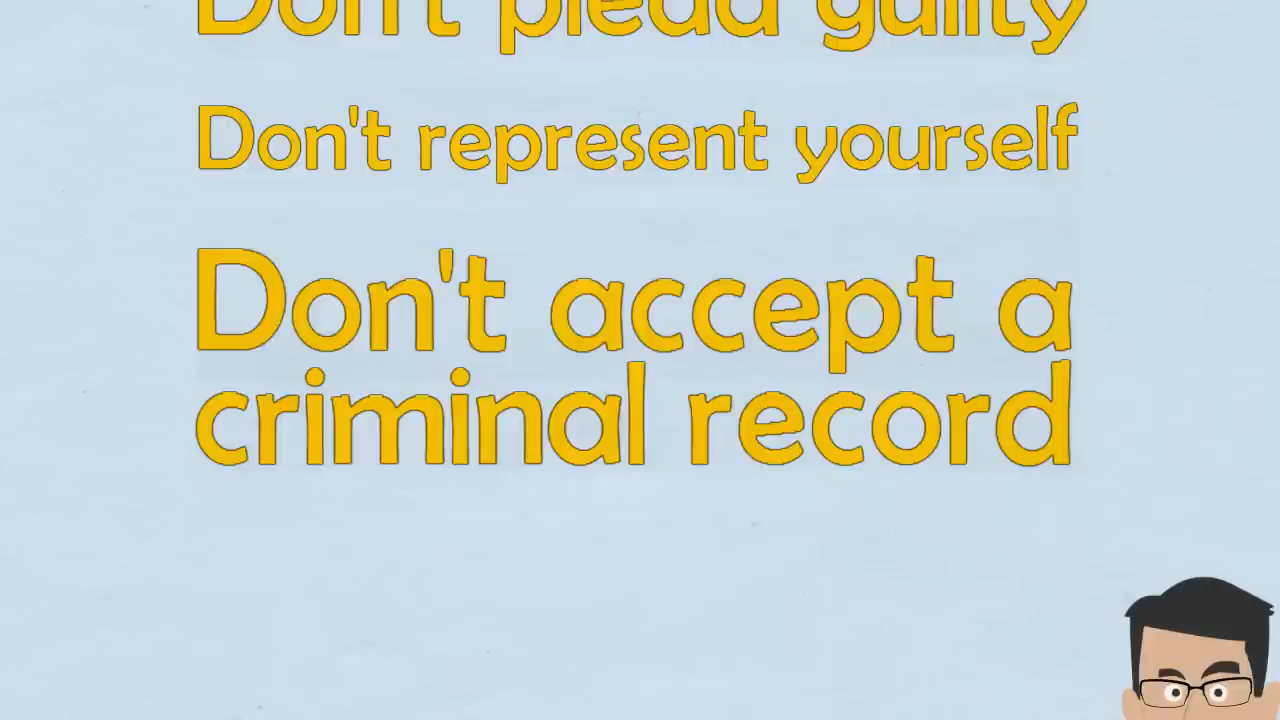 Don't plead guilty
Don't represent yourself
Don't accept a
criminal record